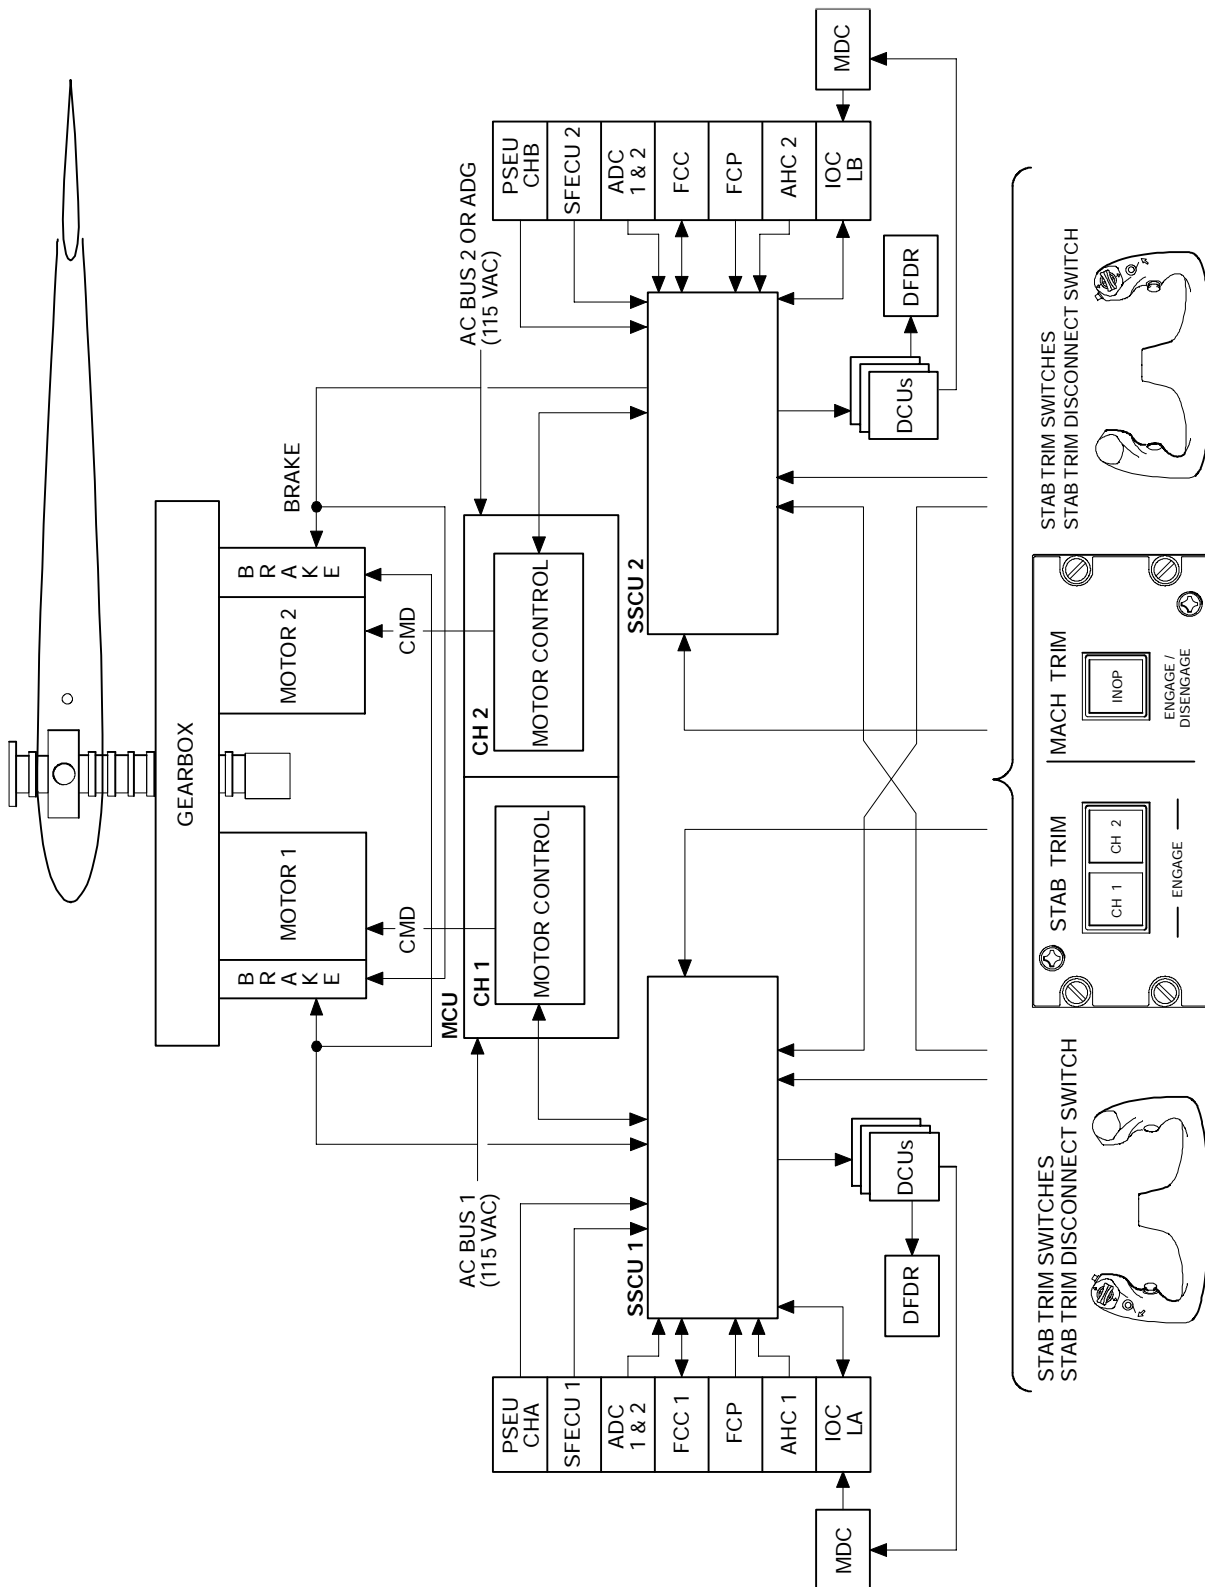 GEARBOX
B
R
A
K
E
MOTOR 1
MOTOR 2
B
R
A
K
E
BRAKE
CMD
CMD
MCU
CH 1
MOTOR CONTROL
CH 2
MOTOR CONTROL
AC BUS 1
(115 VAC)
AC BUS 2 OR ADG
(115 VAC)
PSEU
CHA
SFECU 1
ADC
1 & 2
FCC 1
FCP
AHC 1
IOC
LA
MDC
SSCU 1
DCUs
DFDR
SSCU 2
DCUs
DFDR
PSEU
CHB
SFECU 2
ADC
1 & 2
FCC
FCP
AHC 2
IOC
LB
MDC
STAB TRIM SWITCHES
STAB TRIM DISCONNECT SWITCH
STAB TRIM
CH 1
CH 2
ENGAGE
MACH TRIM
INOP
ENGAGE /
DISENGAGE
STAB TRIM SWITCHES
STAB TRIM DISCONNECT SWITCH